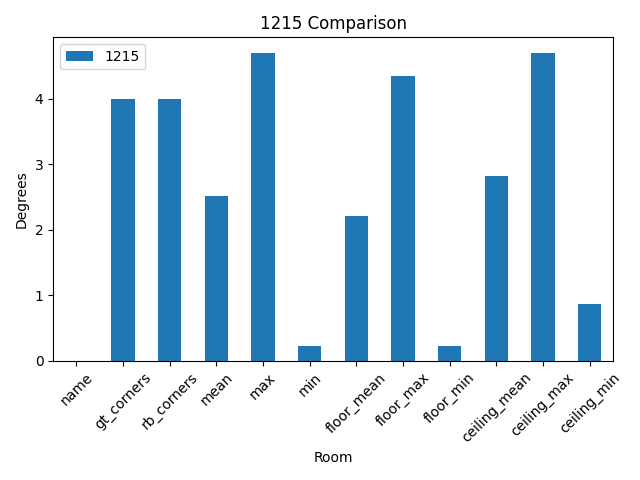 1215 Comparison
1215
Degrees
4
3
2
1
0
name
gt_corners
rb_corners
mean
max
min
floor_mean
floor_max
floor_min
ceiling_mean
ceiling_max
ceiling_min
Room